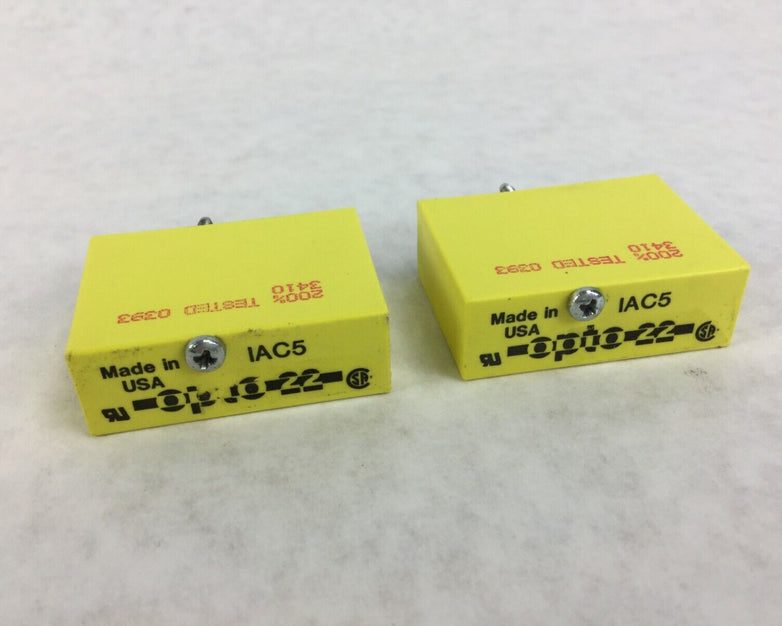 200% TESTED 0393
3410
Made in
USA
IAC5
opto 22
200% TESTED 0393
3410
Made in
USA
IAC5
opto 22